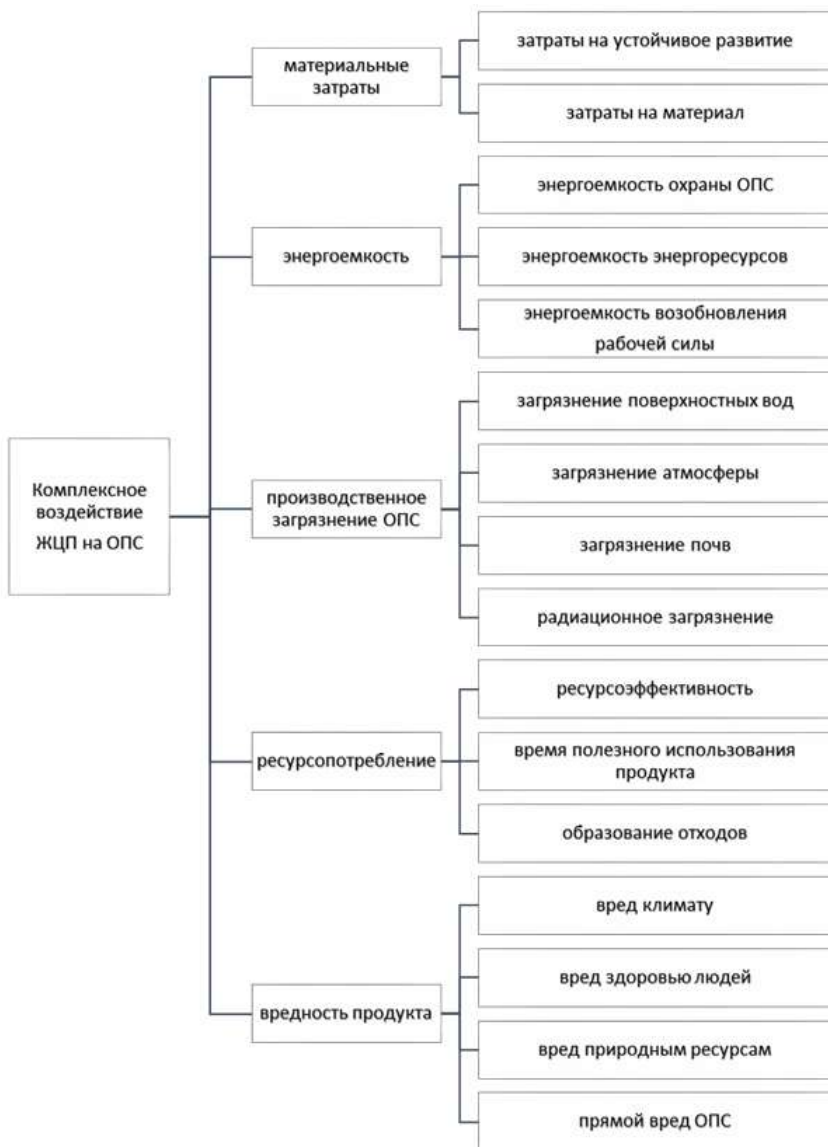 затраты на устойчивое развитие
материальные
затраты
затраты на материал
энергоемкость охраны ОПС
энергоемкость
энергоемкость энергоресурсов
энергоемкость возобновления
рабочей силы
загрязнение поверхностных вод
загрязнение атмосферы
Комплексное
воздействие
ЖЦП на ОПС
производственное
загрязнение ОПС
загрязнение почв
радиационное загрязнение
ресурсоэффективность
ресурсопотребление
время полезного использования
продукта
образование отходов
вред климату
вред здоровью людей
вредность продукта
вред природным ресурсам
прямой вред ОПС